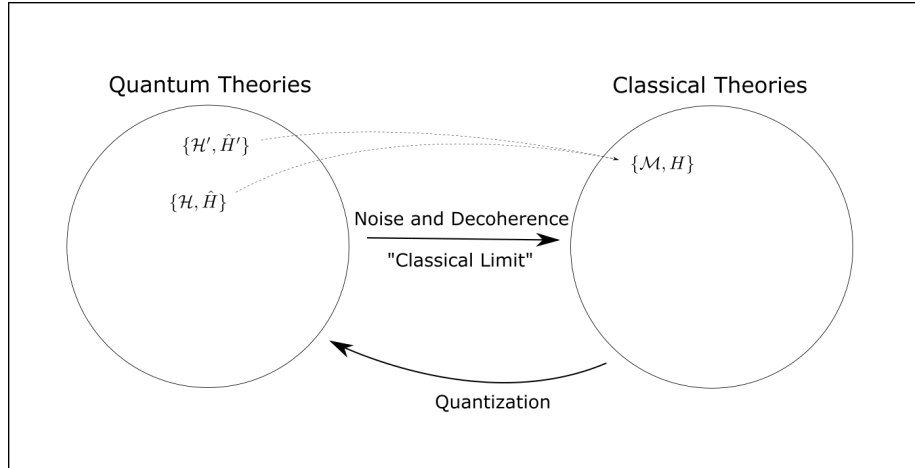 Quantum Theories
Classical Theories
{ℋ′, Ĥ′}
{ℋ, Ĥ}
{ℳ, H}
Noise and Decoherence
"Classical Limit"
Quantization